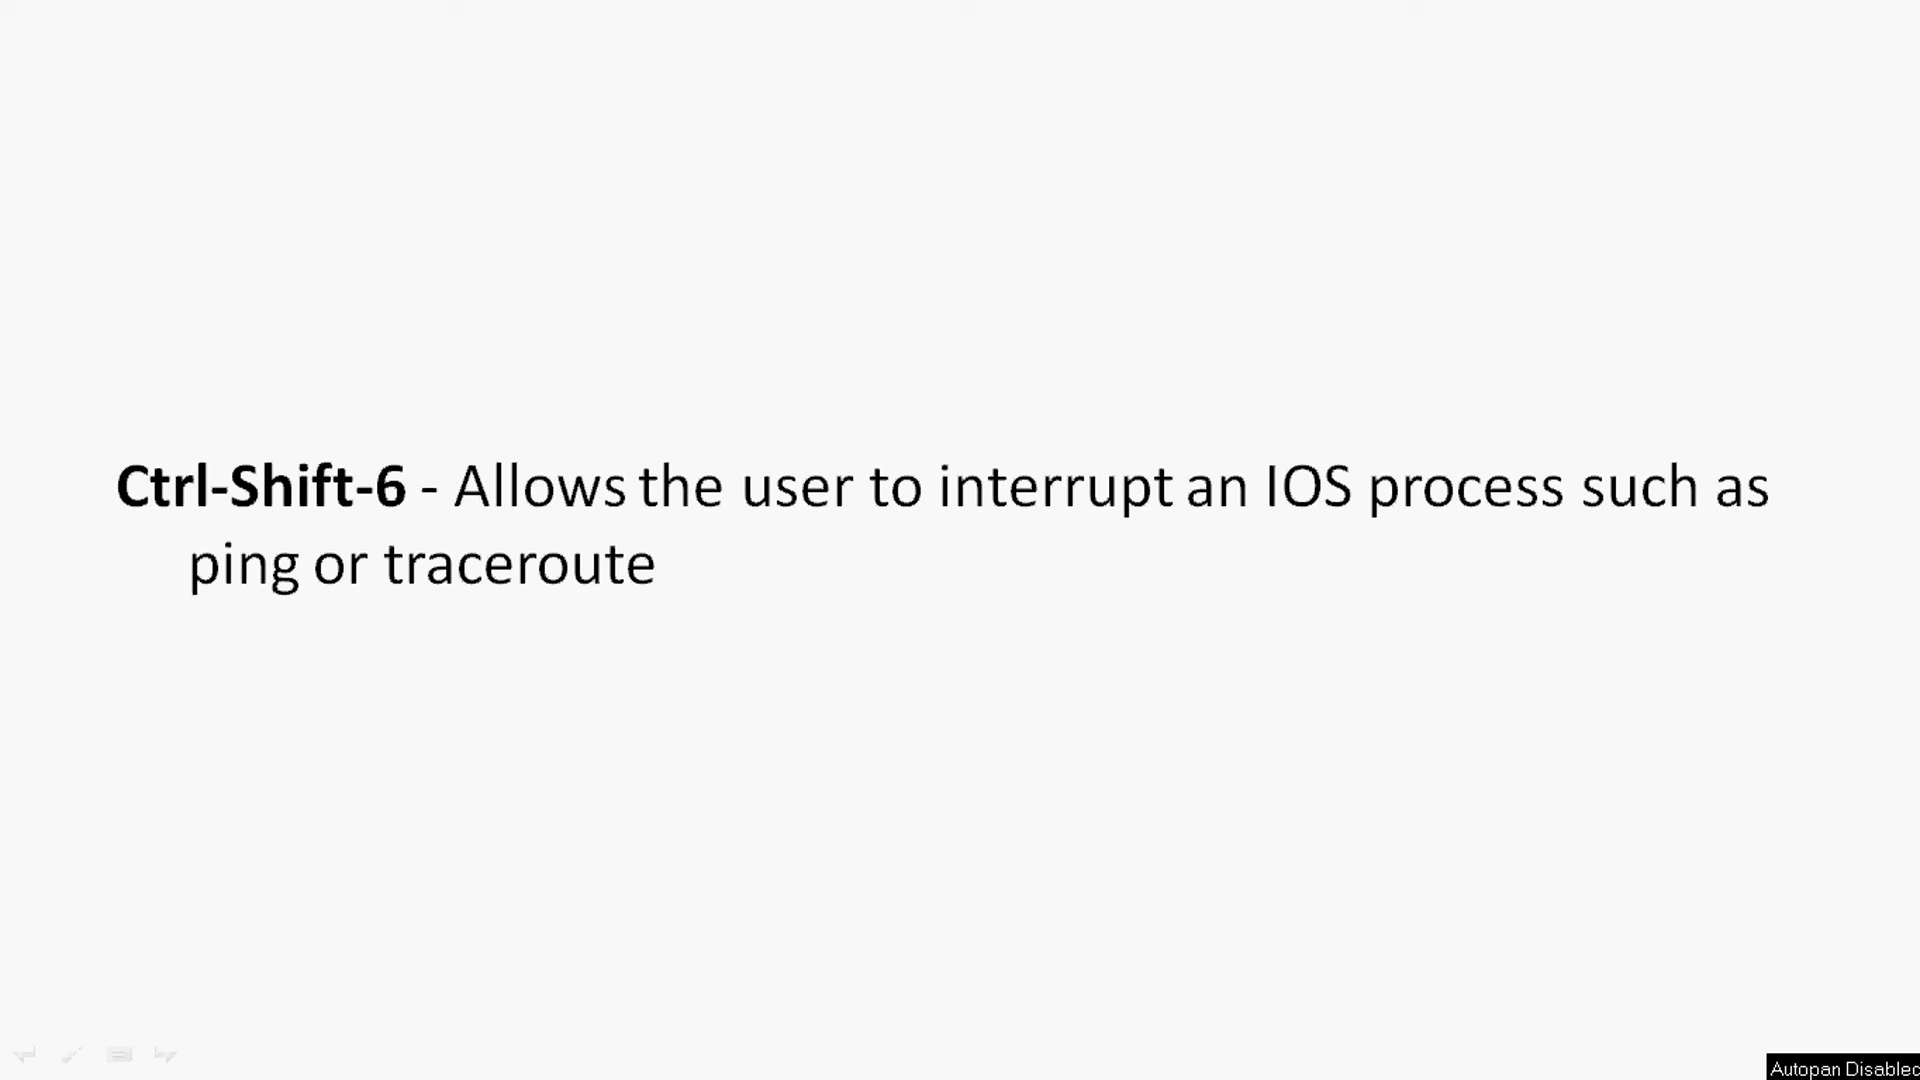 Ctrl-Shift-6 - Allows the user to interrupt an IOS process such as
ping or traceroute
Autopan Disabled